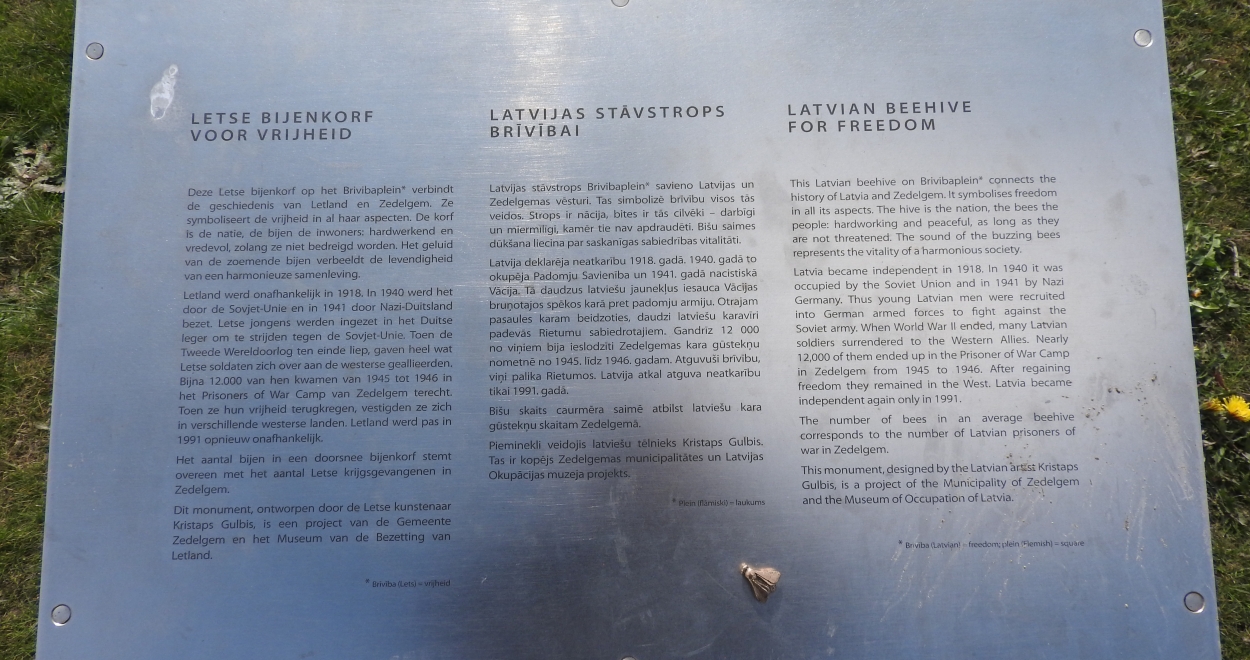 LETSE BIJENKORF
VOOR VRIJHEID
Deze Letse bijenkorf op het Brivibaplein* verbindt
de geschiedenis van Letland en Zedelgem. Ze
symboliseert de vrijheid in al haar aspecten. De korf
is de natie, de bijen de inwoners: hardwerkend en
vredevol, zolang ze niet bedreigd worden. Het geluid
van de zoemende bijen verbeeldt de levendigheid
van een harmonieuze samenleving.
Letland werd onafhankelijk in 1918. In 1940 werd het
door de Sovjet-Unie en in 1941 door Nazi-Duitsland
bezet. Letse jongens werden ingezet in het Duitse
leger om te strijden tegen de Sovjet-Unie. Toen de
Tweede Wereldoorlog ten einde liep, gaven heel wat
Letse soldaten zich over aan de westerse geallieerden.
Bijna 12.000 van hen kwamen van 1945 tot 1946 in
het Prisoners of War Camp van Zedelgem terecht.
Toen ze hun vrijheid terugkregen, vestigden ze zich
in verschillende westerse landen. Letland werd pas in
1991 opnieuw onafhankelijk.
Het aantal bijen in een doorsnee bijenkorf stemt
overeen met het aantal Letse krijgsgevangenen in
Zedelgem.
Dit monument, ontworpen door de Letse kunstenaar
Kristaps Gulbis, is een project van de Gemeente
Zedelgem en het Museum van de Bezetting van
Letland.
* Briviba (Lets) = vrijheid
LATVIJAS STĀVSTROPS
BRĪVĪBAI
Latvijas stāvstrops Brivibaplein* savieno Latvijas un
Zedelgemas vēsturi. Tas simbolizē brīvību visos tās
veidos. Strops ir nācija, bites ir tās cilvēki – darbīgi
un miermīlīgi, kamēr tie nav apdraudēti. Bišu saimes
dūkšana liecina par saskanīgas sabiedrības vitalitāti.
Latvija deklarēja neatkarību 1918. gadā. 1940. gadā to
okupēja Padomju Savienība un 1941. gadā nacistiskā
Vācija. Tā daudzus latviešu jaunekļus iesauca Vācijas
bruņotajos spēkos karā pret padomju armiju. Otrajam
pasaules karam beidzoties, daudzi latviešu karavīri
padevās Rietumu sabiedrotajiem. Gandrīz 12 000
no viņiem bija ieslodzīti Zedelgemas kara gūstekņu
nometnē no 1945. līdz 1946. gadam. Atguvuši brīvību,
viņi palika Rietumos. Latvija atkal atguva neatkarību
tikai 1991. gadā.
Bišu skaits caurmēra saimē atbilst latviešu kara
gūstekņu skaitam Zedelgemā.
Pieminekli veidojis latviešu tēlnieks Kristaps Gulbis.
Tas ir kopējs Zedelgemas municipalitātes un Latvijas
Okupācijas muzeja projekts.
* Plein (flāmiski) = laukums
LATVIAN BEEHIVE
FOR FREEDOM
This Latvian beehive on Brivibaplein* connects the
history of Latvia and Zedelgem. It symbolises freedom
in all its aspects. The hive is the nation, the bees the
people: hardworking and peaceful, as long as they
are not threatened. The sound of the buzzing bees
represents the vitality of a harmonious society.
Latvia became independent in 1918. In 1940 it was
occupied by the Soviet Union and in 1941 by Nazi
Germany. Thus young Latvian men were recruited
into German armed forces to fight against the
Soviet army. When World War II ended, many Latvian
soldiers surrendered to the Western Allies. Nearly
12,000 of them ended up in the Prisoner of War Camp
in Zedelgem from 1945 to 1946. After regaining
freedom they remained in the West. Latvia became
independent again only in 1991.
The number of bees in an average beehive
corresponds to the number of Latvian prisoners of
war in Zedelgem.
This monument, designed by the Latvian artist Kristaps
Gulbis, is a project of the Municipality of Zedelgem
and the Museum of Occupation of Latvia.
* Briviba (Latvian) = freedom; plein (Flemish) = square